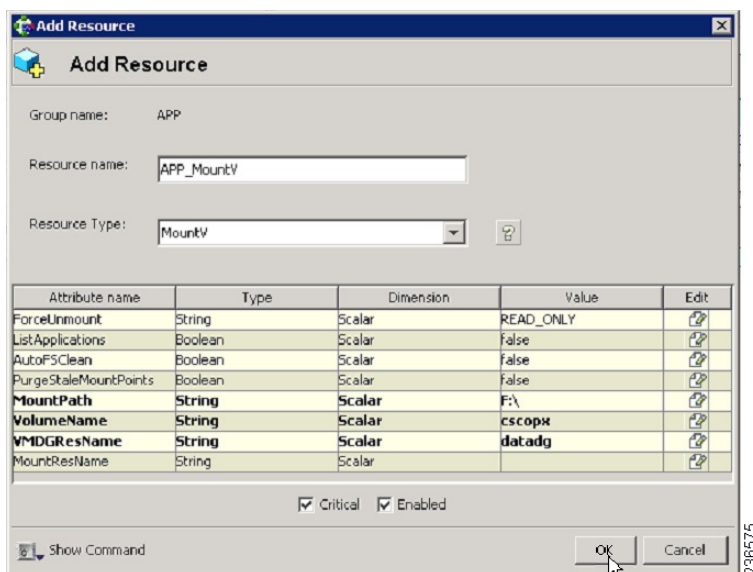 Add Resource
Add Resource
Group name: APP
Resource name: APP_MountV
Resource Type: MountV
Attribute name Type Dimension Value Edit
ForceUnmount String Scalar READ_ONLY
ListApplications Boolean Scalar false
AutoFSClean Boolean Scalar false
PurgeStaleMountPoints Boolean Scalar false
MountPath String Scalar F:\
VolumeName String Scalar cscopx
VMDGResName String Scalar datadg
MountResName String Scalar
Critical Enabled
Show Command OK Cancel
236575